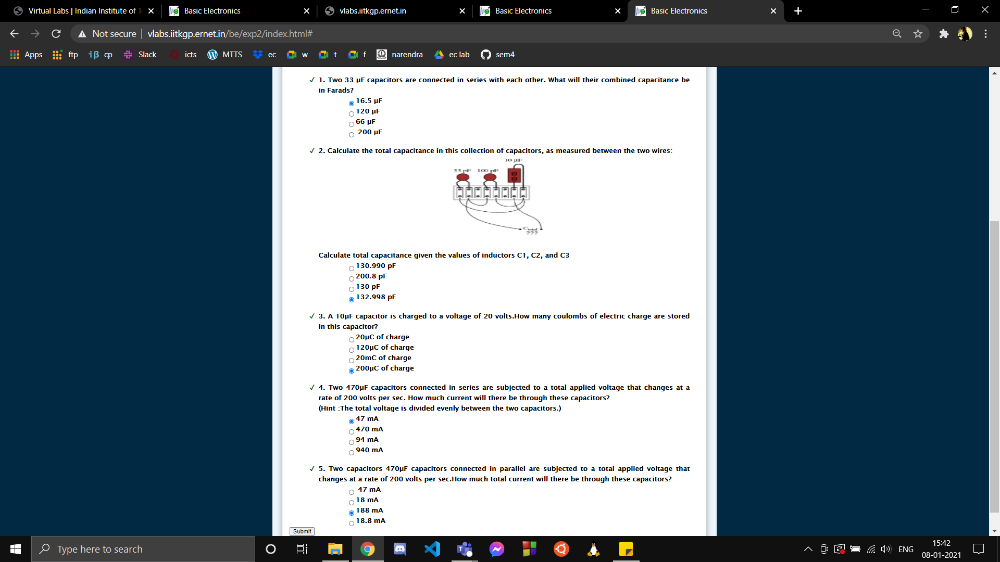 Virtual Labs | Indian Institute of T
Basic Electronics
vlabs.iitkgp.ernet.in
Basic Electronics
Basic Electronics
Not secure
vlabs.iitkgp.ernet.in/be/exp2/index.html#
Apps
ftp
iβ cp
Slack
icts
MTTS
ec
w
t
f
narendra
ec lab
sem4
✓ 1. Two 33 µF capacitors are connected in series with each other. What will their combined capacitance be
in Farads?
16.5 µF
120 µF
66 µF
200 µF
✓ 2. Calculate the total capacitance in this collection of capacitors, as measured between the two wires:
10 µF
33 pF 100 pF
C total
???
Calculate total capacitance given the values of inductors C1, C2, and C3
130.990 pF
200.8 pF
130 pF
132.998 pF
✓ 3. A 10µF capacitor is charged to a voltage of 20 volts.How many coulombs of electric charge are stored
in this capacitor?
20µC of charge
120µC of charge
20mC of charge
200µC of charge
✓ 4. Two 470µF capacitors connected in series are subjected to a total applied voltage that changes at a
rate of 200 volts per sec. How much current will there be through these capacitors?
(Hint :The total voltage is divided evenly between the two capacitors.)
47 mA
470 mA
94 mA
940 mA
✓ 5. Two capacitors 470µF capacitors connected in parallel are subjected to a total applied voltage that
changes at a rate of 200 volts per sec.How much total current will there be through these capacitors?
47 mA
18 mA
188 mA
18.8 mA
Submit
Type here to search
ENG
15:42
08-01-2021